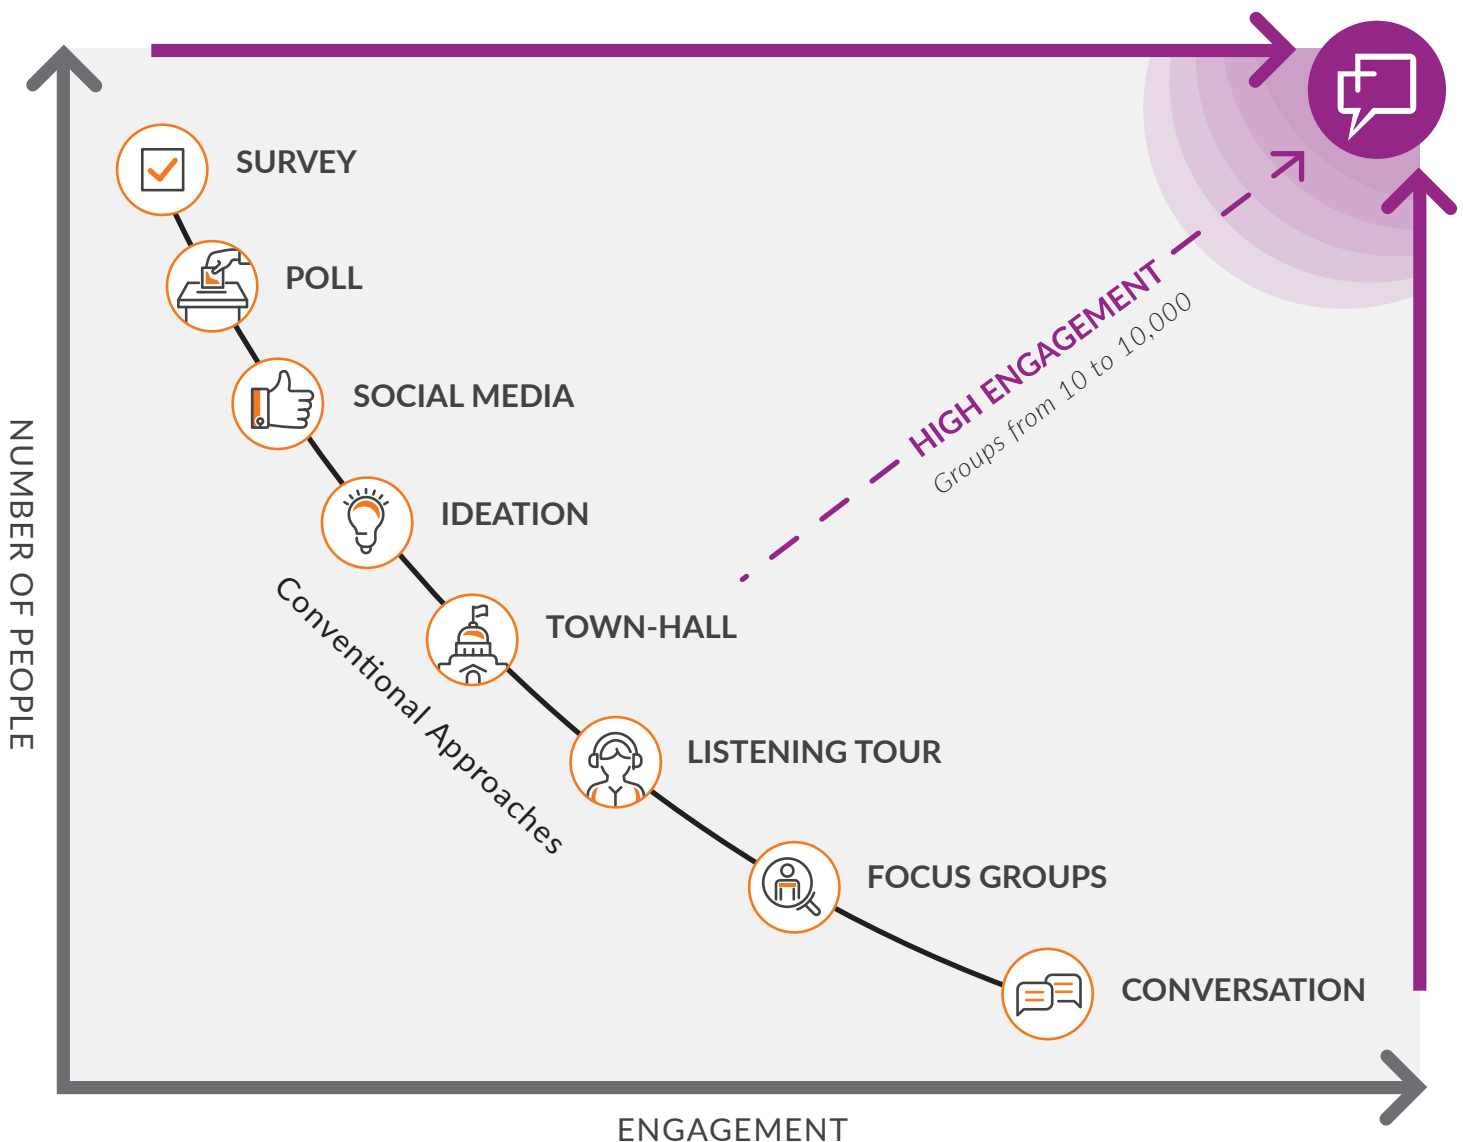 SURVEY
POLL
SOCIAL MEDIA
IDEATION
TOWN-HALL
LISTENING TOUR
FOCUS GROUPS
CONVERSATION
Conventional Approaches
HIGH ENGAGEMENT
Groups from 10 to 10,000
NUMBER OF PEOPLE
ENGAGEMENT